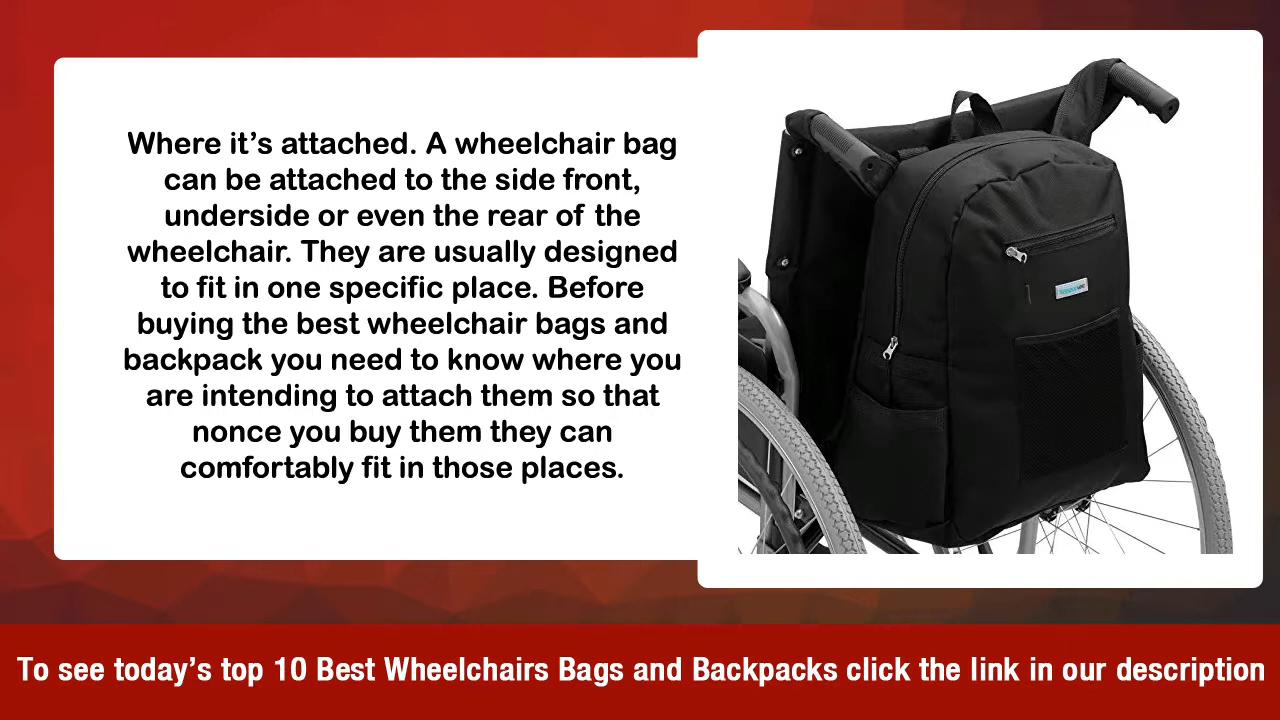 Where it’s attached. A wheelchair bag
can be attached to the side front,
underside or even the rear of the
wheelchair. They are usually designed
to fit in one specific place. Before
buying the best wheelchair bags and
backpack you need to know where you
are intending to attach them so that
nonce you buy them they can
comfortably fit in those places.
To see today’s top 10 Best Wheelchairs Bags and Backpacks click the link in our description